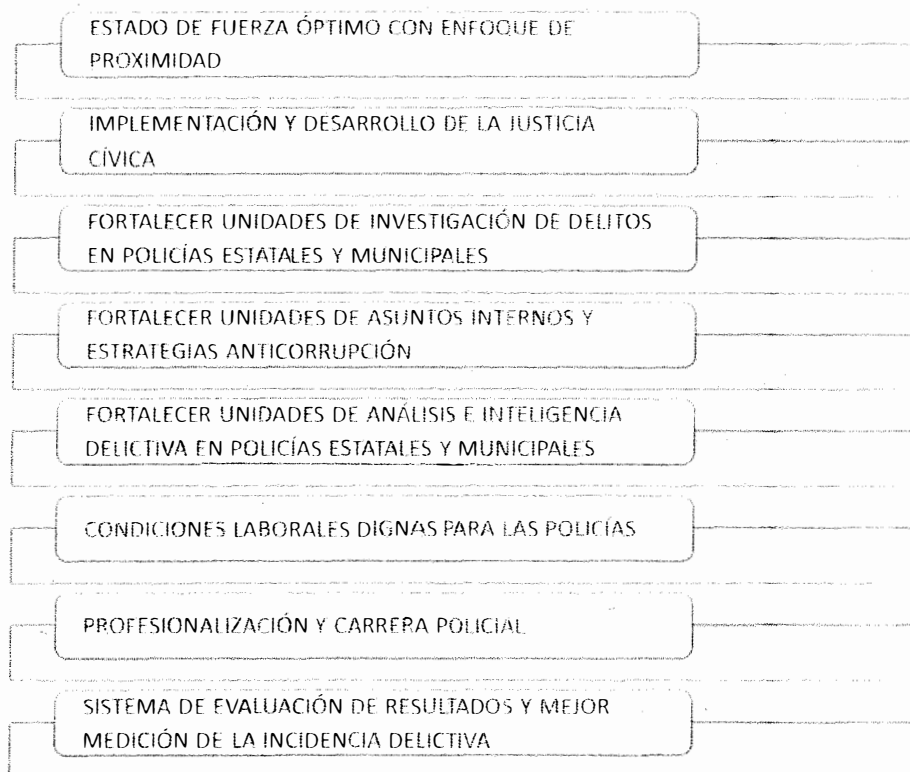 ESTADO DE FUERZA ÓPTIMO CON ENFOQUE DE
PROXIMIDAD
IMPLEMENTACIÓN Y DESARROLLO DE LA JUSTICIA
CÍVICA
FORTALECER UNIDADES DE INVESTIGACIÓN DE DELITOS
EN POLICÍAS ESTATALES Y MUNICIPALES
FORTALECER UNIDADES DE ASUNTOS INTERNOS Y
ESTRATEGIAS ANTICORRUPCIÓN
FORTALECER UNIDADES DE ANÁLISIS E INTELIGENCIA
DELICTIVA EN POLICÍAS ESTATALES Y MUNICIPALES
CONDICIONES LABORALES DIGNAS PARA LAS POLICÍAS
PROFESIONALIZACIÓN Y CARRERA POLICIAL
SISTEMA DE EVALUACIÓN DE RESULTADOS Y MEJOR
MEDICIÓN DE LA INCIDENCIA DELICTIVA